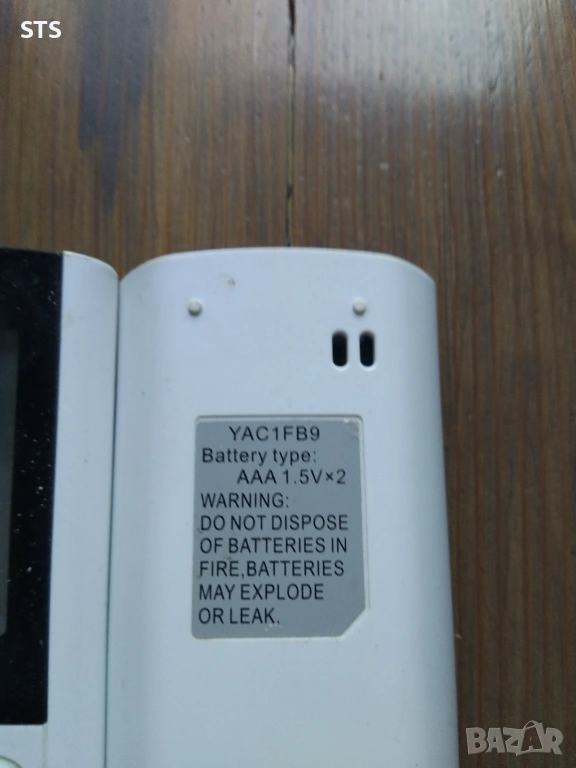 STS
YAC1FB9
Battery type:
AAA 1.5V×2
WARNING:
DO NOT DISPOSE
OF BATTERIES IN
FIRE,BATTERIES
MAY EXPLODE
OR LEAK.
BAZAR